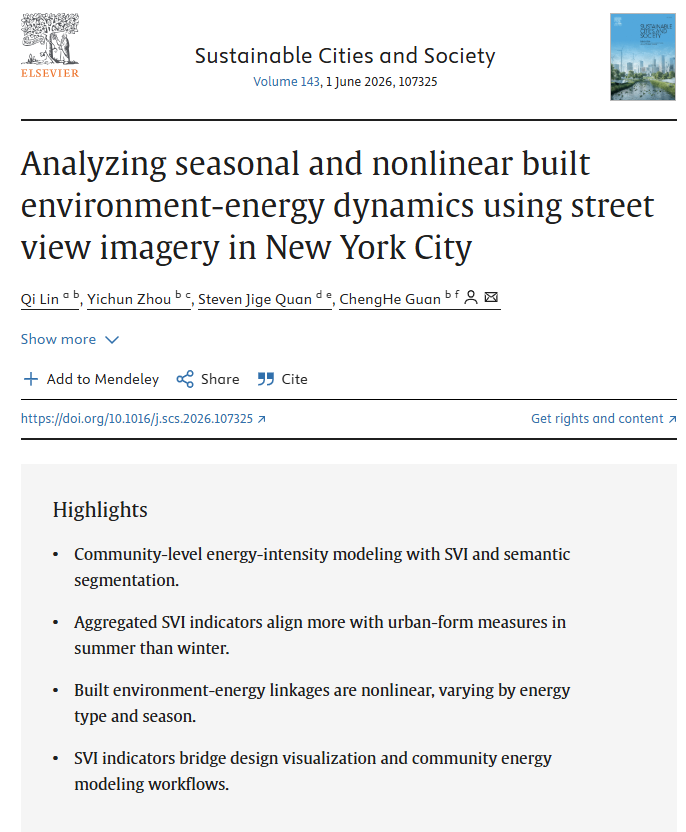 ELSEVIER
Sustainable Cities and Society
Volume 143, 1 June 2026, 107325
SUSTAINABLE
CITIES AND
SOCIETY
Analyzing seasonal and nonlinear built
environment-energy dynamics using street
view imagery in New York City
Qi Lin a b, Yichun Zhou b c, Steven Jige Quan d e, ChengHe Guan b f
Show more
Add to Mendeley Share Cite
https://doi.org/10.1016/j.scs.2026.107325 ↗ Get rights and content ↗
Highlights
• Community-level energy-intensity modeling with SVI and semantic
segmentation.
• Aggregated SVI indicators align more with urban-form measures in
summer than winter.
• Built environment-energy linkages are nonlinear, varying by energy
type and season.
• SVI indicators bridge design visualization and community energy
modeling workflows.